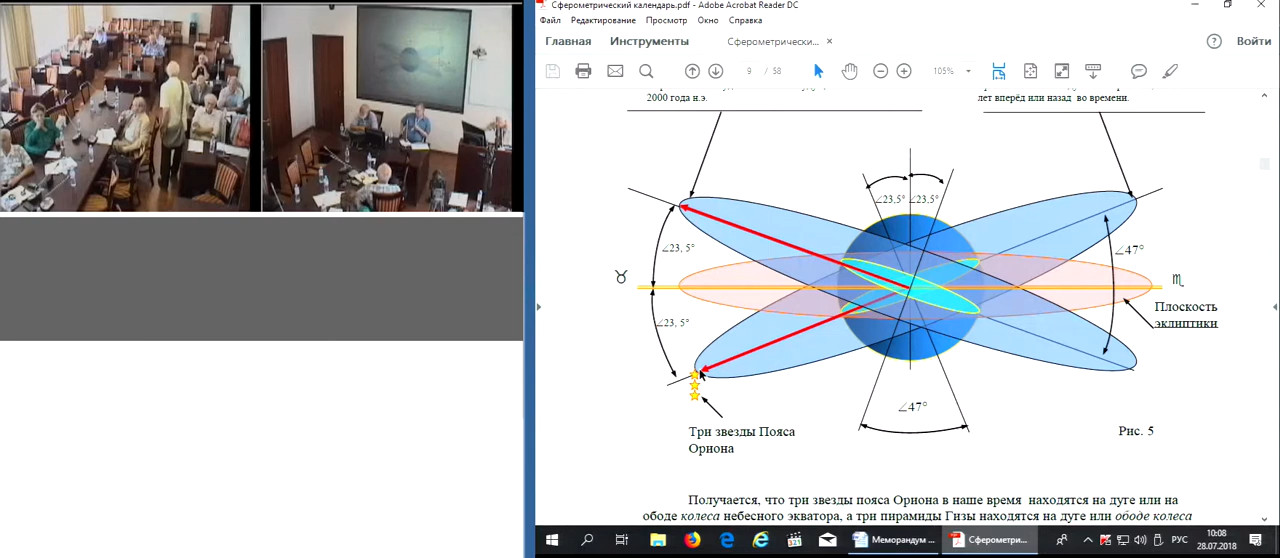 Сферометрический календарь.pdf - Adobe Acrobat Reader DC
Файл Редактирование Просмотр Окно Справка
Главная Инструменты Сферометрически... ×
Войти
9 / 58
105%
2000 года н.э.
лет вперёд или назад во времени.
∠23,5° ∠23,5°
∠23, 5°
∠47°
♉
♏
∠23, 5°
Плоскость
эклиптики
∠47°
Три звезды Пояса
Ориона
Рис. 5
Получается, что три звезды пояса Ориона в наше время находятся на дуге или на
ободе колеса небесного экватора, а три пирамиды Гизы находятся на дуге или ободе колеса
Меморандум ...
Сферометри...
РУС
10:08
28.07.2018